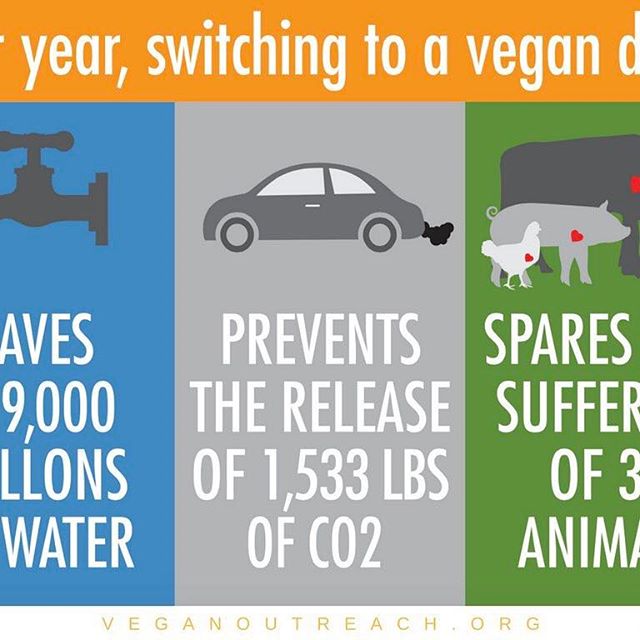 r year, switching to a vegan d
AVES
9,000
LLONS
WATER
PREVENTS
THE RELEASE
OF 1,533 LBS
OF CO2
SPARES
SUFFER
OF 3
ANIMA
VEGANOUTREACH.ORG